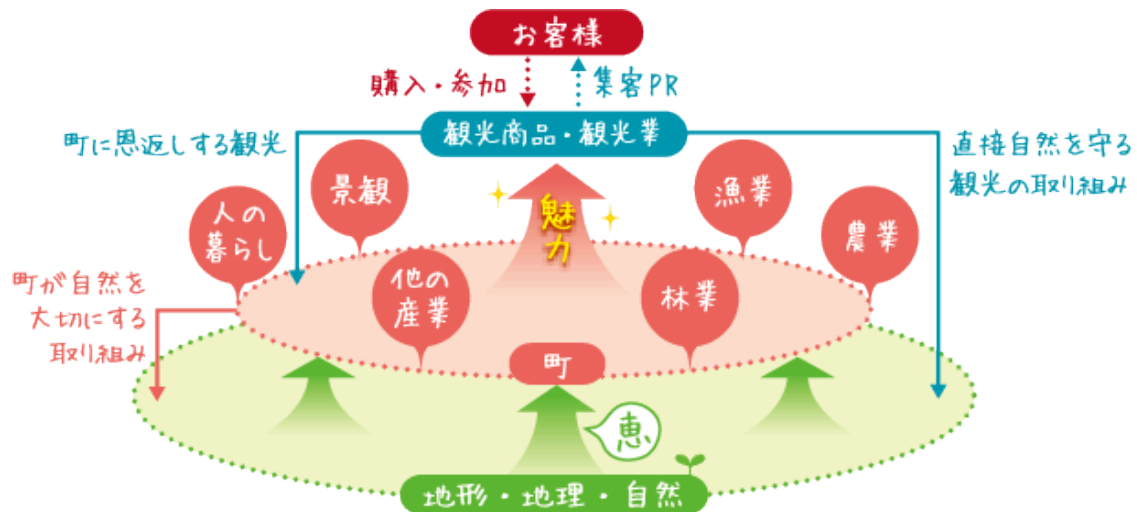 お客様
購入・参加
集客PR
観光商品・観光業
町に恩返しする観光
直接自然を守る
観光の取り組み
景観
漁業
人の
暮らし
魅力
農業
他の
産業
林業
町が自然を
大切にする
取り組み
町
恵
地形・地理・自然